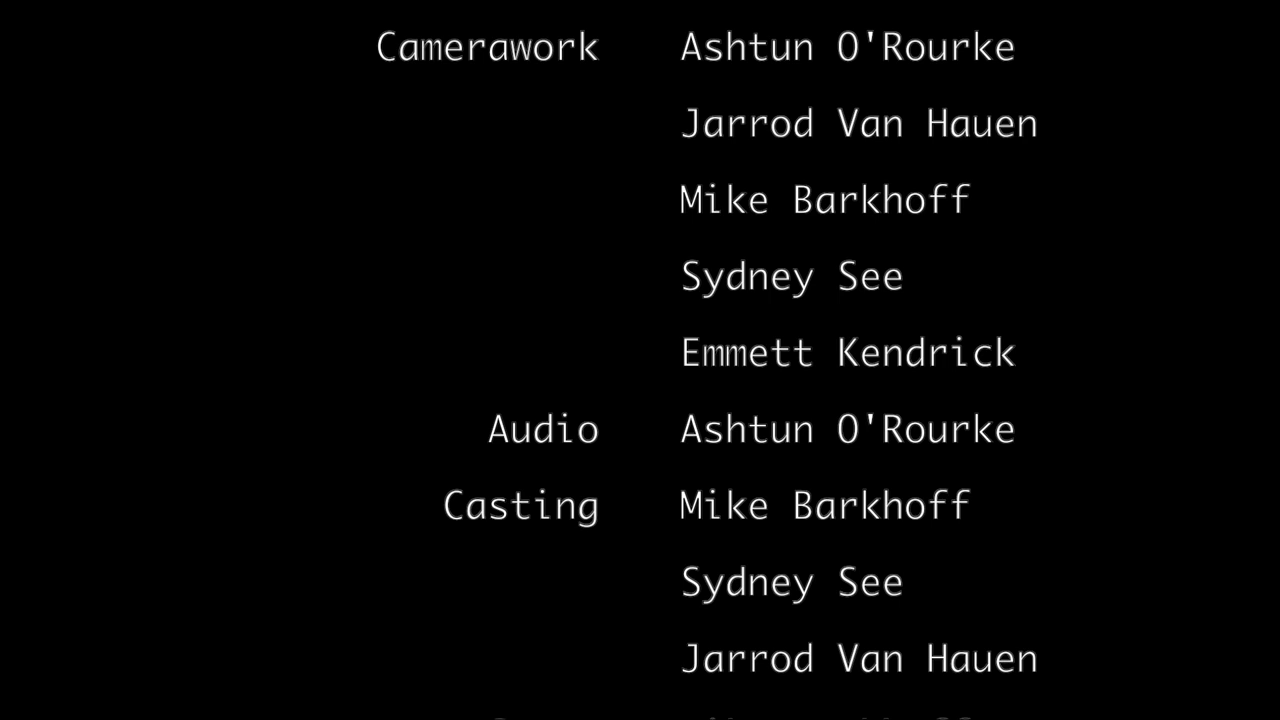 Camerawork Ashtun O'Rourke
Jarrod Van Hauen
Mike Barkhoff
Sydney See
Emmett Kendrick
Audio Ashtun O'Rourke
Casting Mike Barkhoff
Sydney See
Jarrod Van Hauen